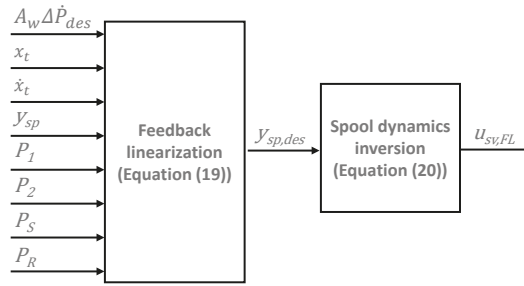 A_w ΔṖ_des
x_t
ẋ_t
y_sp
P_1
P_2
P_S
P_R
Feedback
linearization
(Equation (19))
y_sp,des
Spool dynamics
inversion
(Equation (20))
u_sv,FL